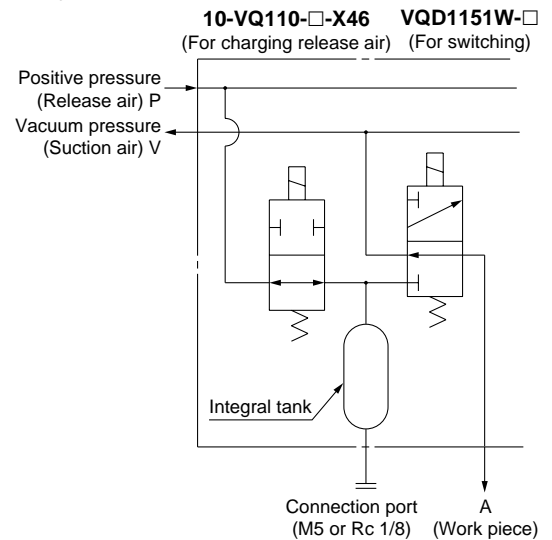 10-VQ110-□-X46 VQD1151W-□
(For charging release air) (For switching)
Positive pressure
(Release air) P
Vacuum pressure
(Suction air) V
Integral tank
Connection port
(M5 or Rc 1/8)
A
(Work piece)